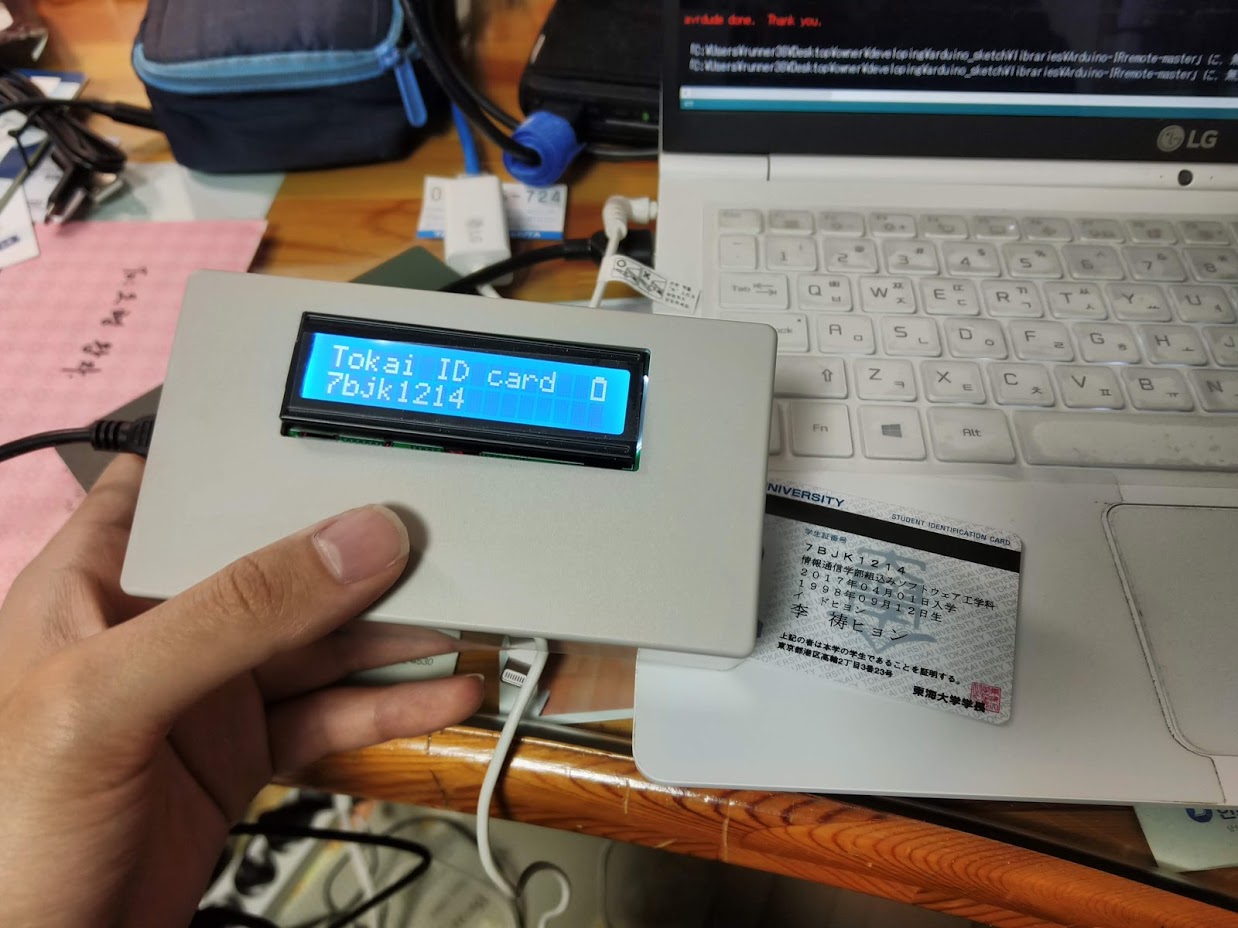 avrdude done. Thank you.
「C:¥Users¥runner38¥Desktop¥owner¥developing¥arduino_sketch¥libraries¥Arduino-IRremote-master」に、無
「C:¥Users¥runner38¥Desktop¥owner¥developing¥arduino_sketch¥libraries¥Arduino-IRremote-master」に、無
LG
-724
Tokai ID card
7bjk1214
Tab Q ㅂ W ㅈ E ㄷ R ㄱ T ㅅ Y ㅛ U
A ㅁ S ㄴ D ㅇ F ㄹ G ㅎ H ㅗ J
Z ㅋ X ㅌ C ㅊ V ㅍ B ㅠ N
Fn Alt
NIVERSITY
STUDENT IDENTIFICATION CARD
学生証番号
7BJK1214
情報通信学部組込みソフトウェア工学科
2017年04月01日入学
1998年09月12日生
イ ドヒョン
李 祷ヒョン
上記の者は本学の学生であることを証明する。
東京都港区高輪2丁目3番23号
東海大学学長